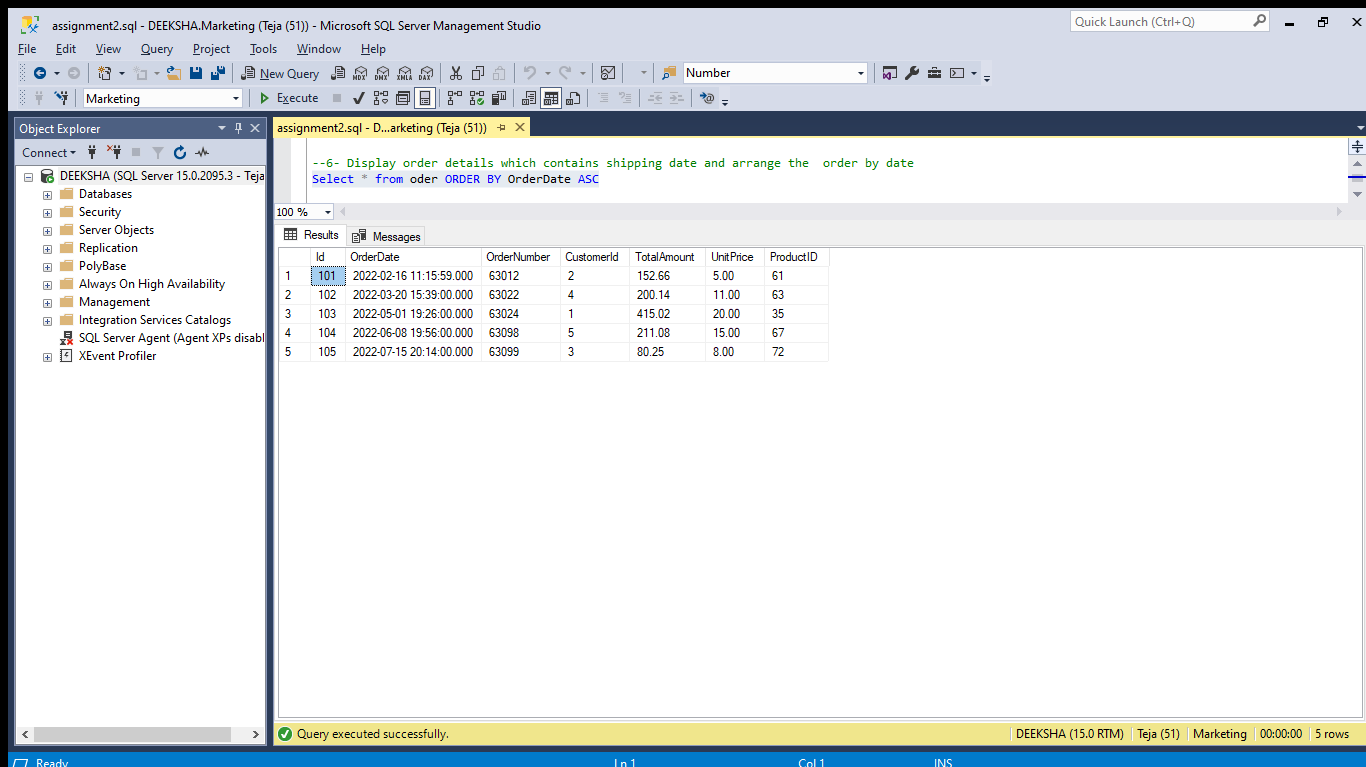 assignment2.sql - DEEKSHA.Marketing (Teja (51)) - Microsoft SQL Server Management Studio
Quick Launch (Ctrl+Q)
File Edit View Query Project Tools Window Help
New Query MDX DMX XMLA DAX Number
Marketing Execute
Object Explorer
Connect
DEEKSHA (SQL Server 15.0.2095.3 - Teja
Databases
Security
Server Objects
Replication
PolyBase
Always On High Availability
Management
Integration Services Catalogs
SQL Server Agent (Agent XPs disabl
XEvent Profiler
assignment2.sql - D...arketing (Teja (51))
--6- Display order details which contains shipping date and arrange the  order by date
Select * from oder ORDER BY OrderDate ASC
100 %
Results Messages
Id OrderDate OrderNumber CustomerId TotalAmount UnitPrice ProductID
1 101 2022-02-16 11:15:59.000 63012 2 152.66 5.00 61
2 102 2022-03-20 15:39:00.000 63022 4 200.14 11.00 63
3 103 2022-05-01 19:26:00.000 63024 1 415.02 20.00 35
4 104 2022-06-08 19:56:00.000 63098 5 211.08 15.00 67
5 105 2022-07-15 20:14:00.000 63099 3 80.25 8.00 72
Query executed successfully.
DEEKSHA (15.0 RTM) Teja (51) Marketing 00:00:00 5 rows
Ready Ln 1 Col 1 INS